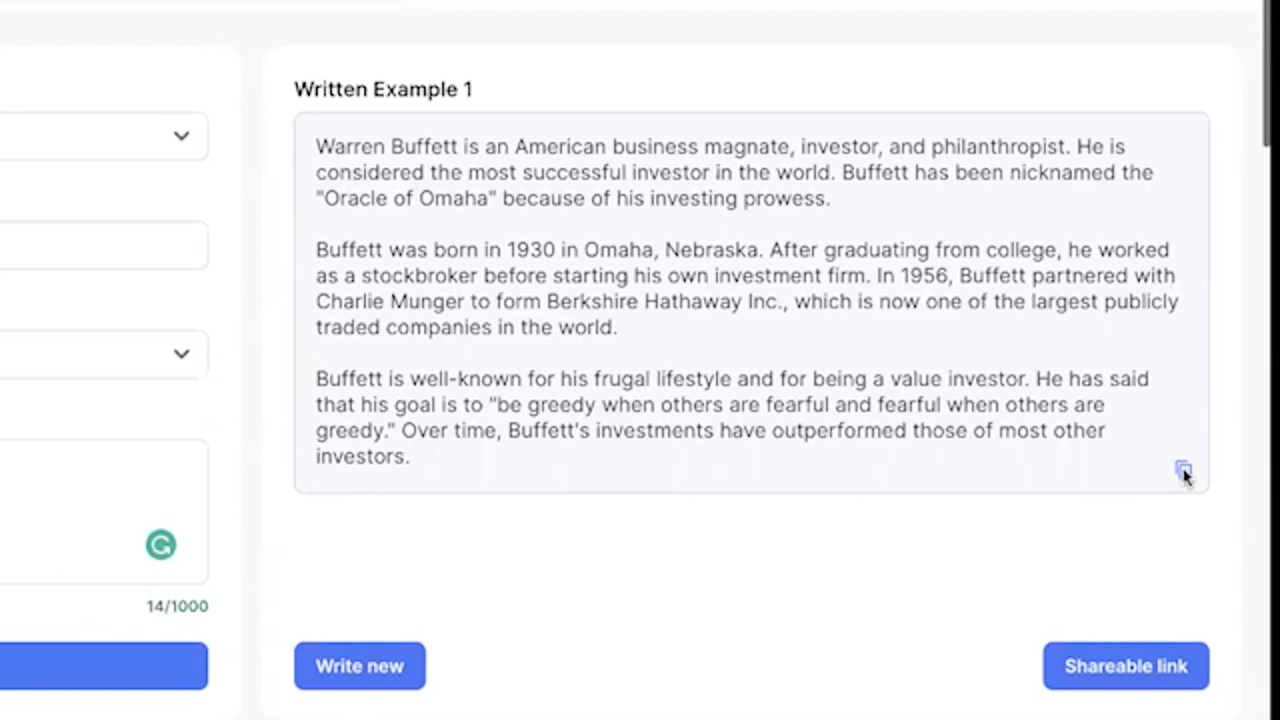 Written Example 1
Warren Buffett is an American business magnate, investor, and philanthropist. He is
considered the most successful investor in the world. Buffett has been nicknamed the
"Oracle of Omaha" because of his investing prowess.
Buffett was born in 1930 in Omaha, Nebraska. After graduating from college, he worked
as a stockbroker before starting his own investment firm. In 1956, Buffett partnered with
Charlie Munger to form Berkshire Hathaway Inc., which is now one of the largest publicly
traded companies in the world.
Buffett is well-known for his frugal lifestyle and for being a value investor. He has said
that his goal is to "be greedy when others are fearful and fearful when others are
greedy." Over time, Buffett's investments have outperformed those of most other
investors.
14/1000
Write new
Shareable link